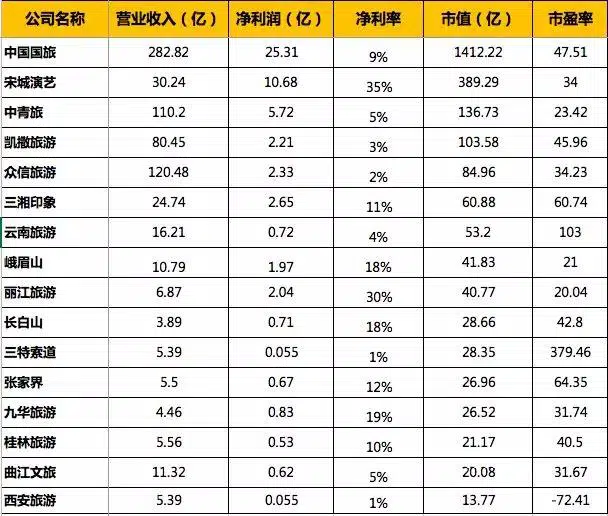 公司名称 营业收入（亿） 净利润（亿） 净利率 市值（亿） 市盈率
中国国旅 282.82 25.31 9% 1412.22 47.51
宋城演艺 30.24 10.68 35% 389.29 34
中青旅 110.2 5.72 5% 136.73 23.42
凯撒旅游 80.45 2.21 3% 103.58 45.96
众信旅游 120.48 2.33 2% 84.96 34.23
三湘印象 24.74 2.65 11% 60.88 60.74
云南旅游 16.21 0.72 4% 53.2 103
峨眉山 10.79 1.97 18% 41.83 21
丽江旅游 6.87 2.04 30% 40.77 20.04
长白山 3.89 0.71 18% 28.66 42.8
三特索道 5.39 0.055 1% 28.35 379.46
张家界 5.5 0.67 12% 26.96 64.35
九华旅游 4.46 0.83 19% 26.52 31.74
桂林旅游 5.56 0.53 10% 21.17 40.5
曲江文旅 11.32 0.62 5% 20.08 31.67
西安旅游 5.39 0.055 1% 13.77 -72.41